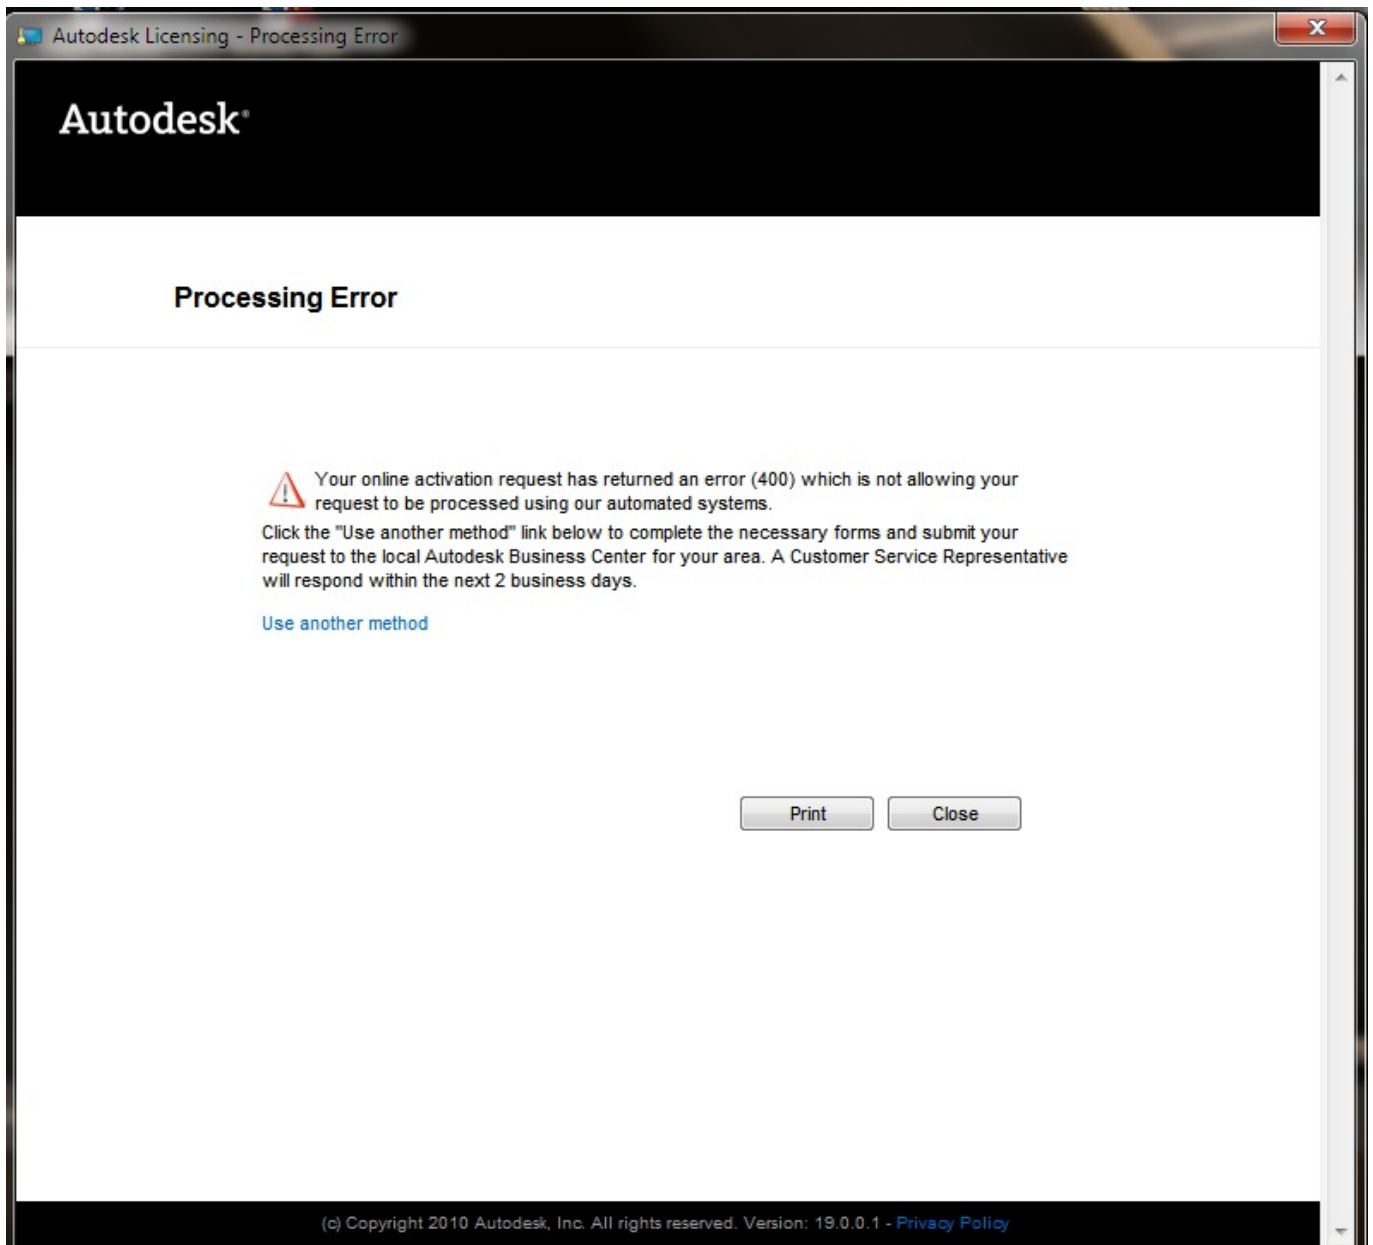 Autodesk Licensing - Processing Error
X
Autodesk®
Processing Error
Your online activation request has returned an error (400) which is not allowing your
request to be processed using our automated systems.
Click the "Use another method" link below to complete the necessary forms and submit your
request to the local Autodesk Business Center for your area. A Customer Service Representative
will respond within the next 2 business days.
Use another method
Print Close
(c) Copyright 2010 Autodesk, Inc. All rights reserved. Version: 19.0.0.1 - Privacy Policy